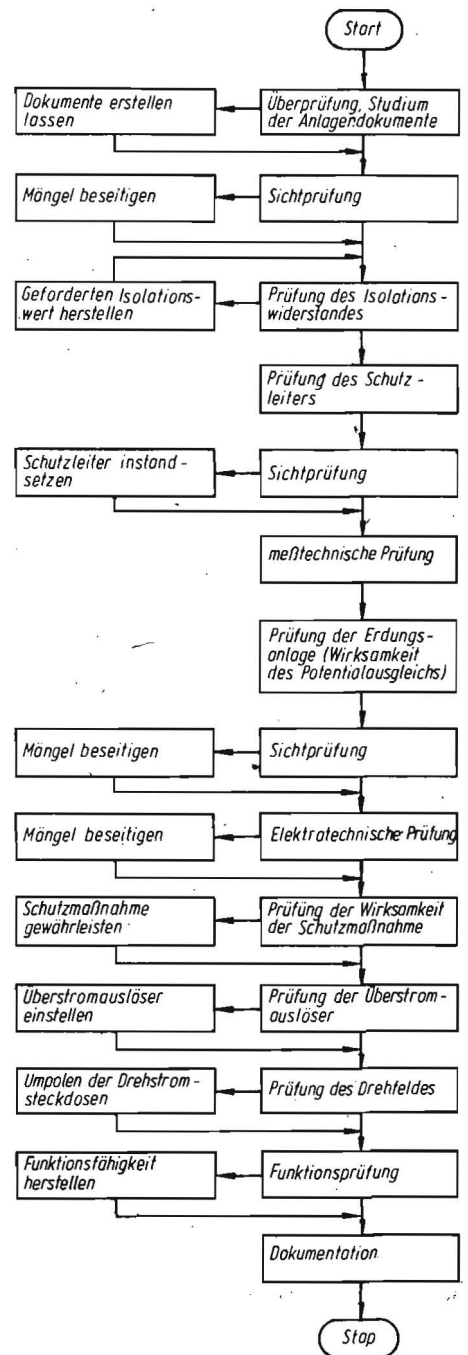 Start
Dokumente erstellen
lassen
Überprüfung, Studium
der Anlagendokumente
Mängel beseitigen
Sichtprüfung
Geforderten Isolations-
wert herstellen
Prüfung des Isolations-
widerstandes
Prüfung des Schutz-
leiters
Schutzleiter instand-
setzen
Sichtprüfung
meßtechnische Prüfung
Prüfung der Erdungs-
anlage (Wirksamkeit
des Potentialausgleichs)
Mängel beseitigen
Sichtprüfung
Mängel beseitigen
Elektrotechnische Prüfung
Schutzmaßnahme
gewährleisten
Prüfung der Wirksamkeit
der Schutzmaßnahme
Überstromauslöser
einstellen
Prüfung der Überstrom-
auslöser
Umpolen der Drehstrom-
steckdosen
Prüfung des Drehfeldes
Funktionsfähigkeit
herstellen
Funktionsprüfung
Dokumentation
Stop